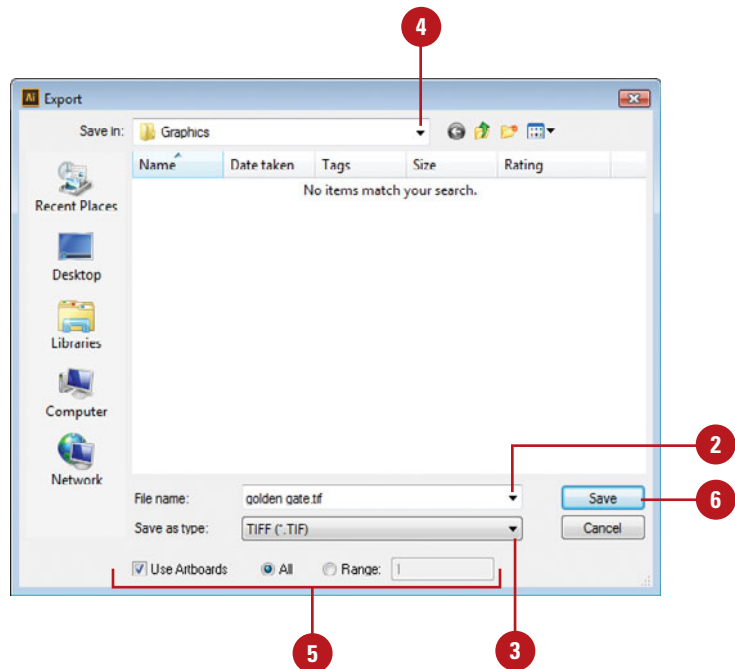 4
Ai Export
Save in: Graphics
Name Date taken Tags Size Rating
No items match your search.
Recent Places
Desktop
Libraries
Computer
Network
2
File name: golden gate.tif Save
6
Save as type: TIFF (*.TIF) Cancel
Use Artboards All Range: 1
5
3